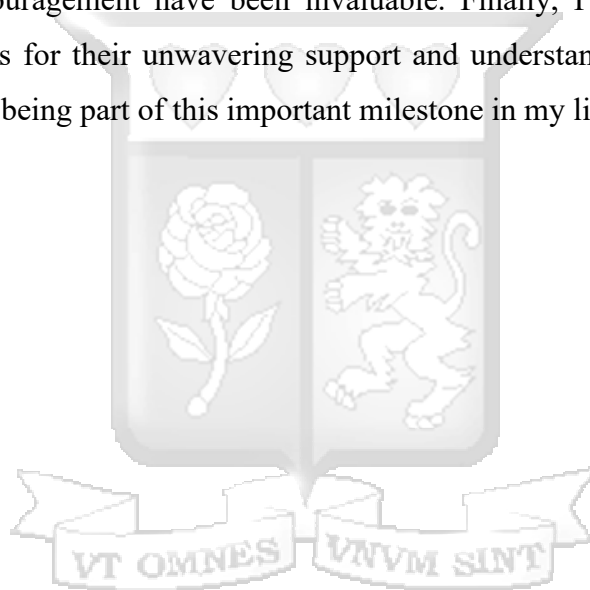 ouragement have been invaluable. Finally, I
s for their unwavering support and understan
being part of this important milestone in my li
VT OMNES VNVM SINT